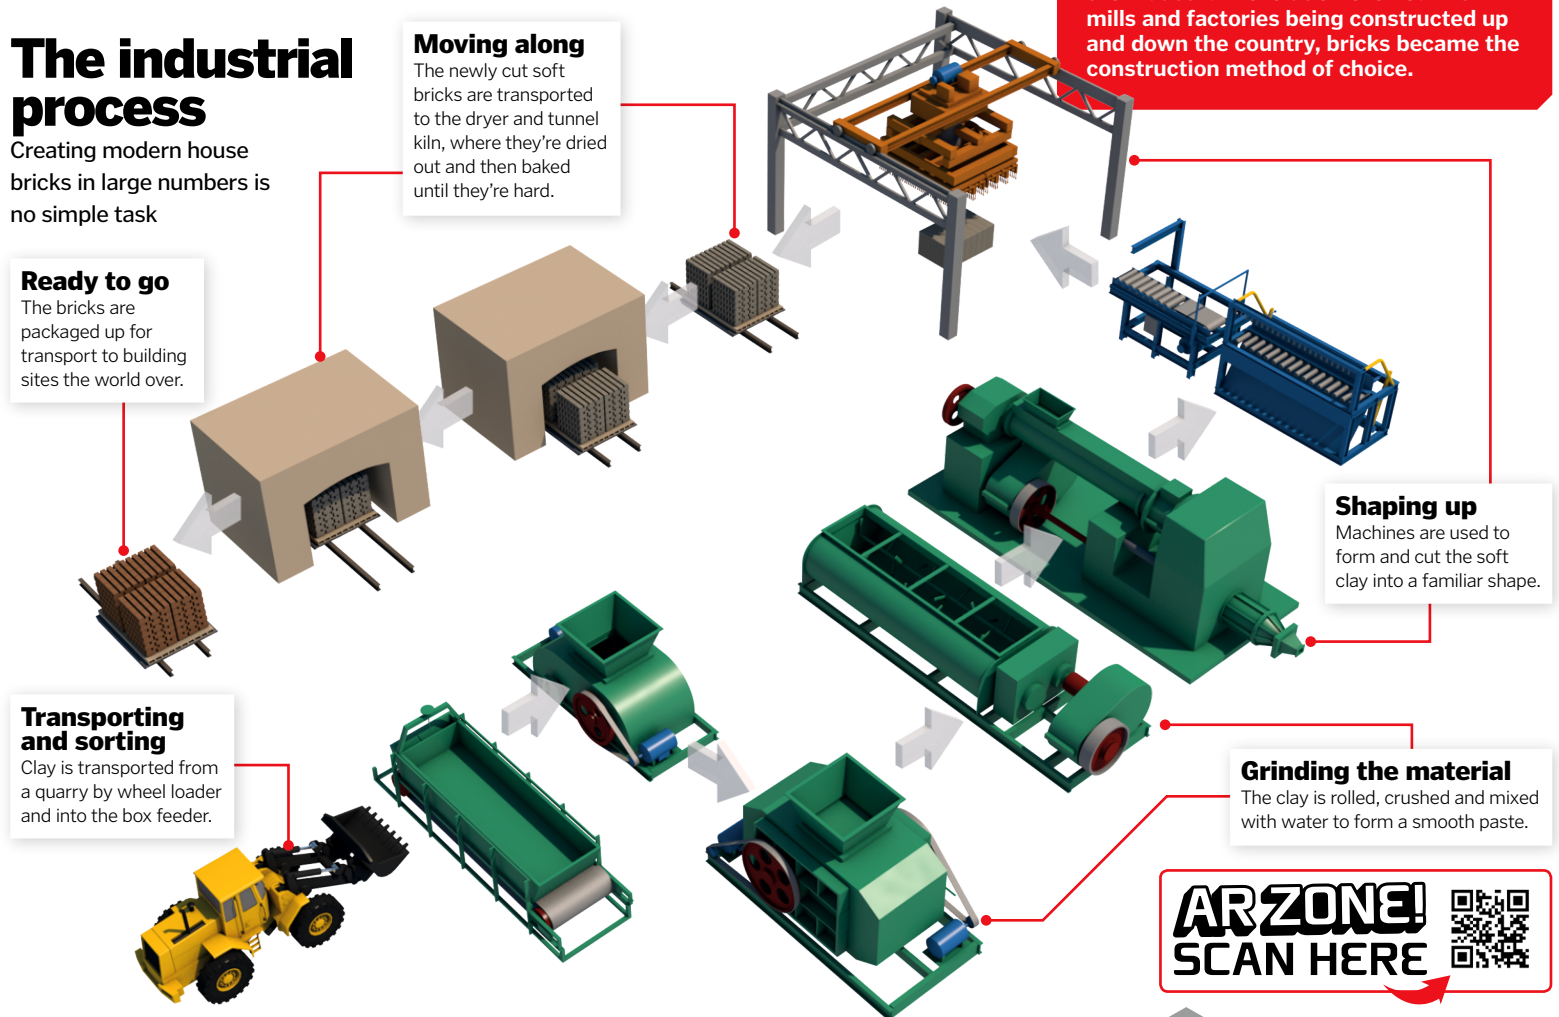 The industrial
process
Creating modern house
bricks in large numbers is
no simple task
Moving along
The newly cut soft
bricks are transported
to the dryer and tunnel
kiln, where they're dried
out and then baked
until they're hard.
mills and factories being constructed up
and down the country, bricks became the
construction method of choice.
Ready to go
The bricks are
packaged up for
transport to building
sites the world over.
Shaping up
Machines are used to
form and cut the soft
clay into a familiar shape.
Transporting
and sorting
Clay is transported from
a quarry by wheel loader
and into the box feeder.
Grinding the material
The clay is rolled, crushed and mixed
with water to form a smooth paste.
AR ZONE!
SCAN HERE